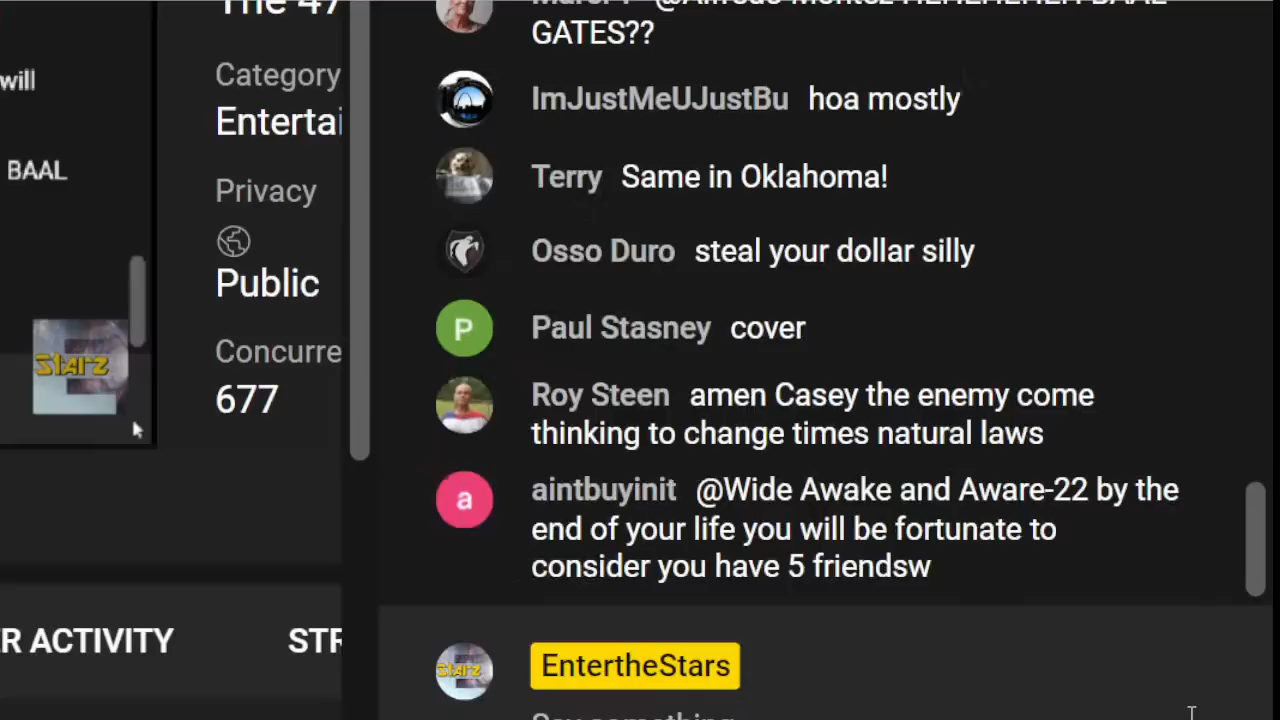 The 47
will
Category
Entertai
BAAL
Privacy
Public
Concurre
677
Starz
ER ACTIVITY
STR
GATES??
ImJustMeUJustBu hoa mostly
Terry Same in Oklahoma!
Osso Duro steal your dollar silly
P
Paul Stasney cover
Roy Steen amen Casey the enemy come
thinking to change times natural laws
a
aintbuyinit @Wide Awake and Aware-22 by the
end of your life you will be fortunate to
consider you have 5 friendsw
Starz
EntertheStars